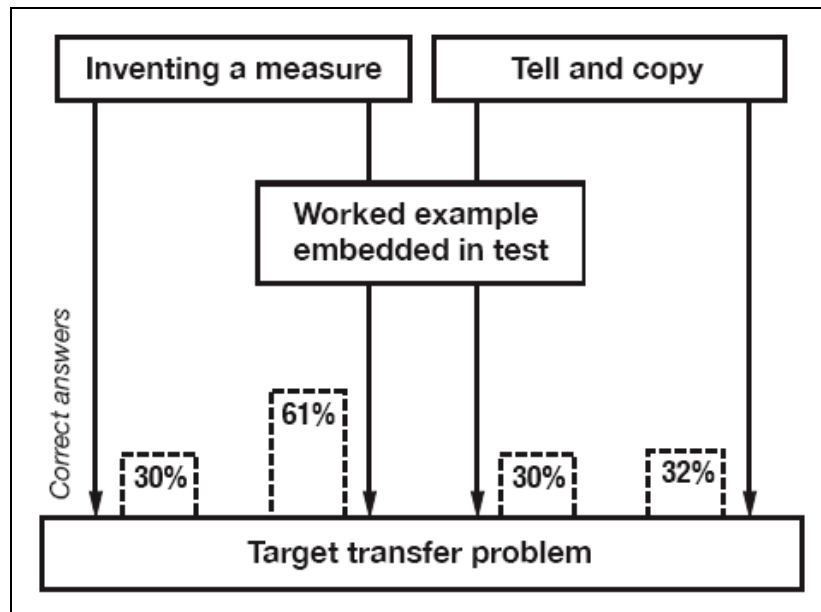 Inventing a measure
Tell and copy
Worked example
embedded in test
Correct answers
30%
61%
30%
32%
Target transfer problem